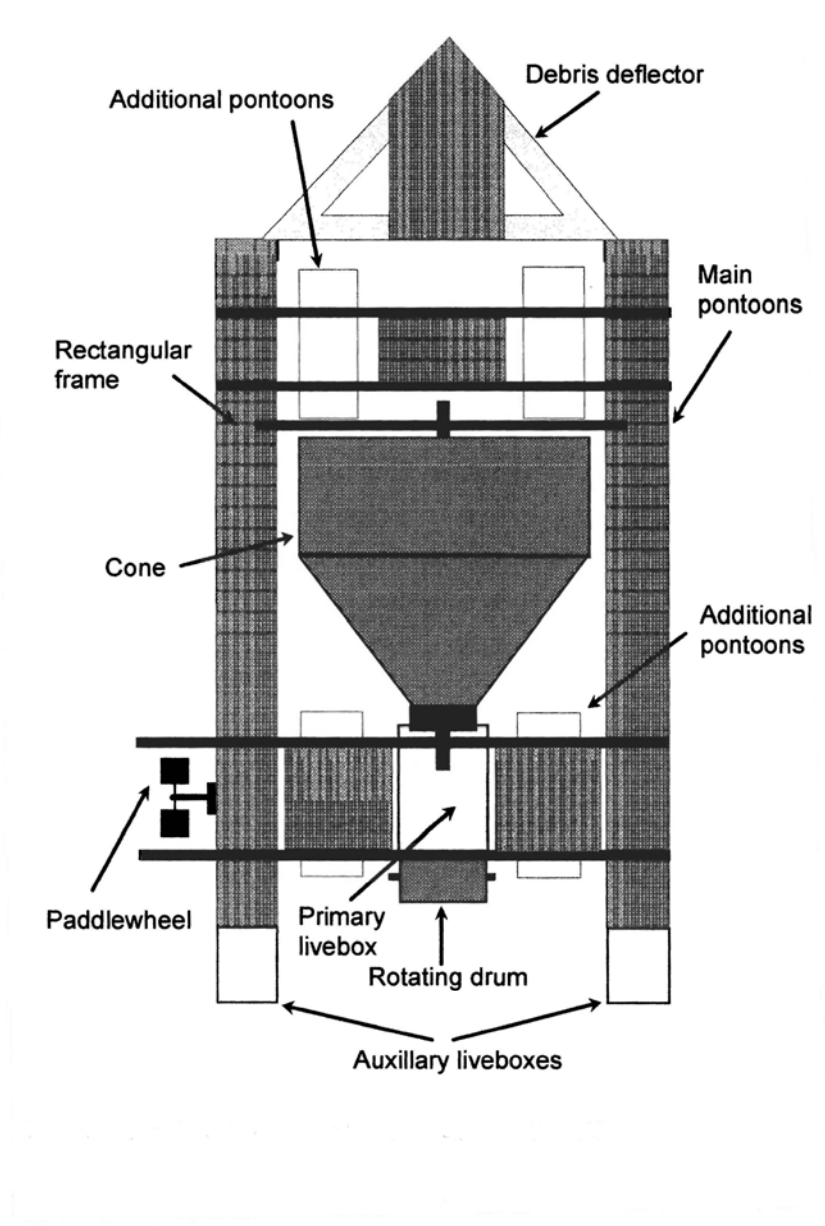 Debris deflector
Additional pontoons
Main
pontoons
Rectangular
frame
Cone
Additional
pontoons
Paddlewheel
Primary
livebox
Rotating drum
Auxillary liveboxes